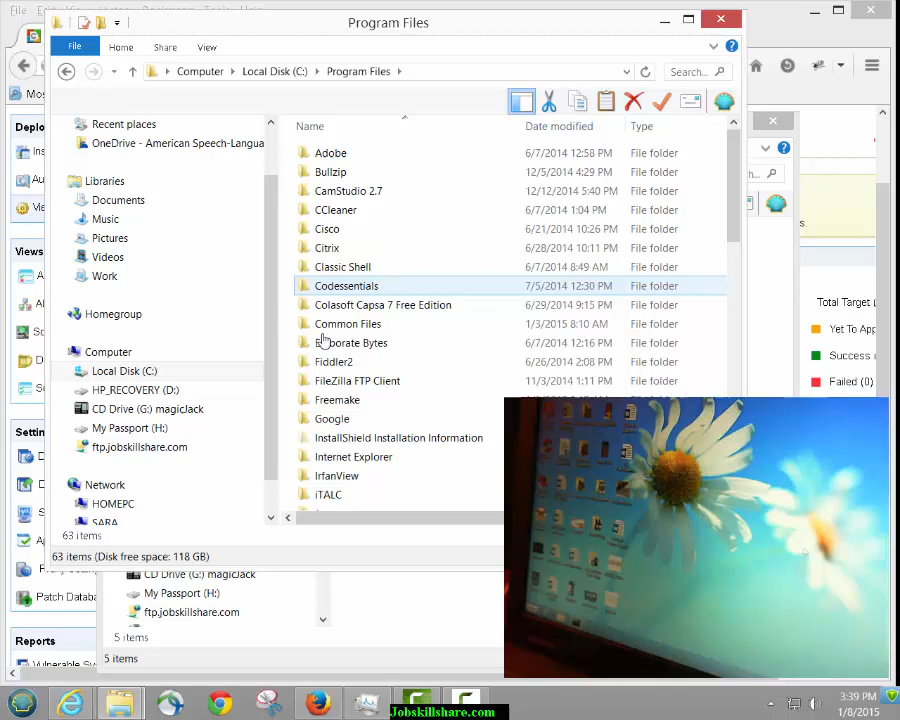 Program Files
File Home Share View
Computer Local Disk (C:) Program Files
Search...
Name Date modified Type
Recent places
OneDrive - American Speech-Langua
Libraries
Documents
Music
Pictures
Videos
Work
Homegroup
Computer
Local Disk (C:)
HP_RECOVERY (D:)
CD Drive (G:) magicJack
My Passport (H:)
ftp.jobskillshare.com
Network
HOMEPC
SARA
Adobe 6/7/2014 12:58 PM File folder
Bullzip 12/5/2014 4:29 PM File folder
CamStudio 2.7 12/12/2014 5:40 PM File folder
CCleaner 6/7/2014 1:04 PM File folder
Cisco 6/21/2014 10:26 PM File folder
Citrix 6/28/2014 10:11 PM File folder
Classic Shell 6/7/2014 8:49 AM File folder
Codessentials 7/5/2014 12:30 PM File folder
Colasoft Capsa 7 Free Edition 6/29/2014 9:15 PM File folder
Common Files 1/3/2015 8:10 AM File folder
Elaborate Bytes 6/7/2014 12:16 PM File folder
Fiddler2 6/26/2014 2:08 PM File folder
FileZilla FTP Client 11/3/2014 1:11 PM File folder
Freemake
Google
InstallShield Installation Information
Internet Explorer
IrfanView
iTALC
63 items
63 items (Disk free space: 118 GB)
CD Drive (G:) magicJack
My Passport (H:)
ftp.jobskillshare.com
5 items
5 items
Mos
Deplo
Ins
Au
Vie
Views
Settin
Patch Databas
Reports
Vulnerable Sy
Total Target
Yet To App
Success
Failed (0)
Jobskillshare.com
3:39 PM
1/8/2015